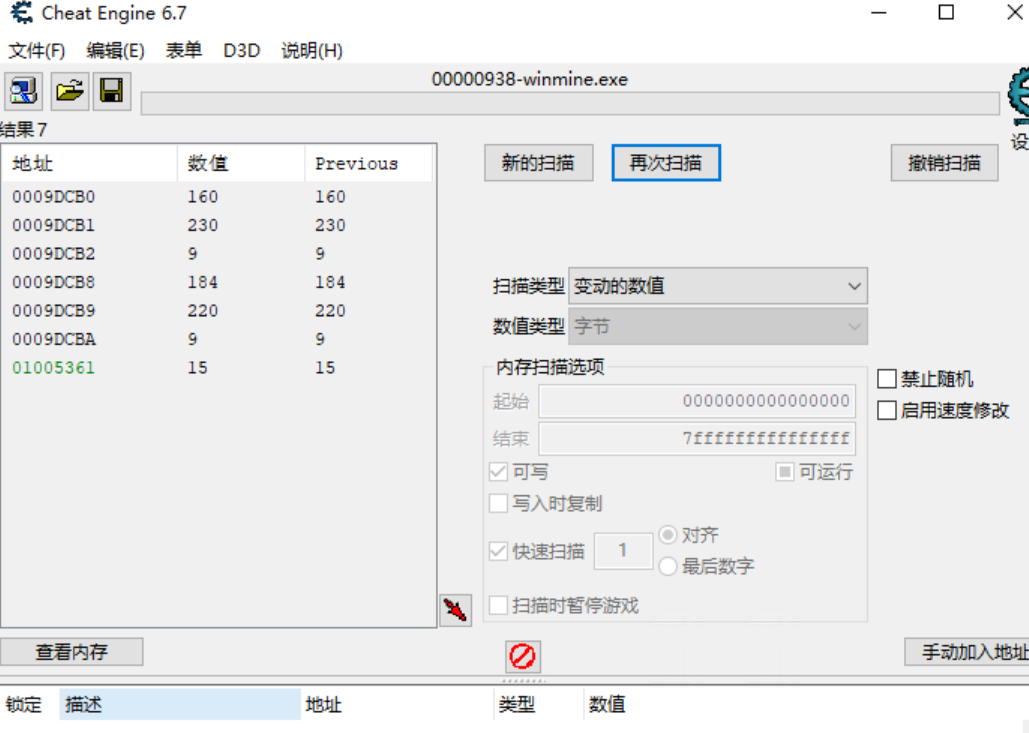 Cheat Engine 6.7
文件(F) 编辑(E) 表单 D3D 说明(H)
00000938-winmine.exe
结果7
地址 数值 Previous
0009DCB0 160 160
0009DCB1 230 230
0009DCB2 9 9
0009DCB8 184 184
0009DCB9 220 220
0009DCBA 9 9
01005361 15 15
查看内存
新的扫描 再次扫描 撤销扫描
设
扫描类型 变动的数值
数值类型 字节
内存扫描选项
起始 0000000000000000
结束 7fffffffffffffff
可写 可运行
写入时复制
快速扫描 1 对齐
最后数字
扫描时暂停游戏
禁止随机
启用速度修改
手动加入地址
锁定 描述 地址 类型 数值